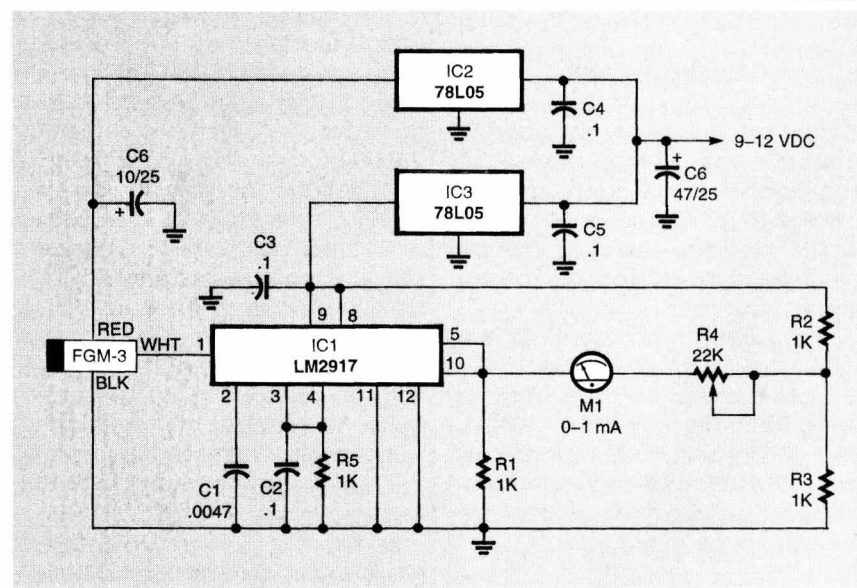 IC2
78L05
C4
.1
9–12 VDC
C6
10/25
+
+
C6
47/25
IC3
78L05
C5
.1
C3
.1
RED
WHT
1
9
8
5
R2
1K
FGM-3
IC1
LM2917
10
R4
22K
BLK
2
3
4
11
12
M1
0–1 mA
C1
.0047
C2
.1
R5
1K
R1
1K
R3
1K